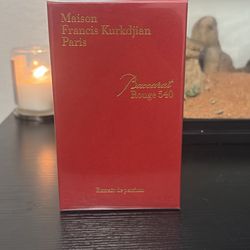 Maison
Francis Kurkdjian
Paris
Baccarat
Rouge 540
Extrait de parfum